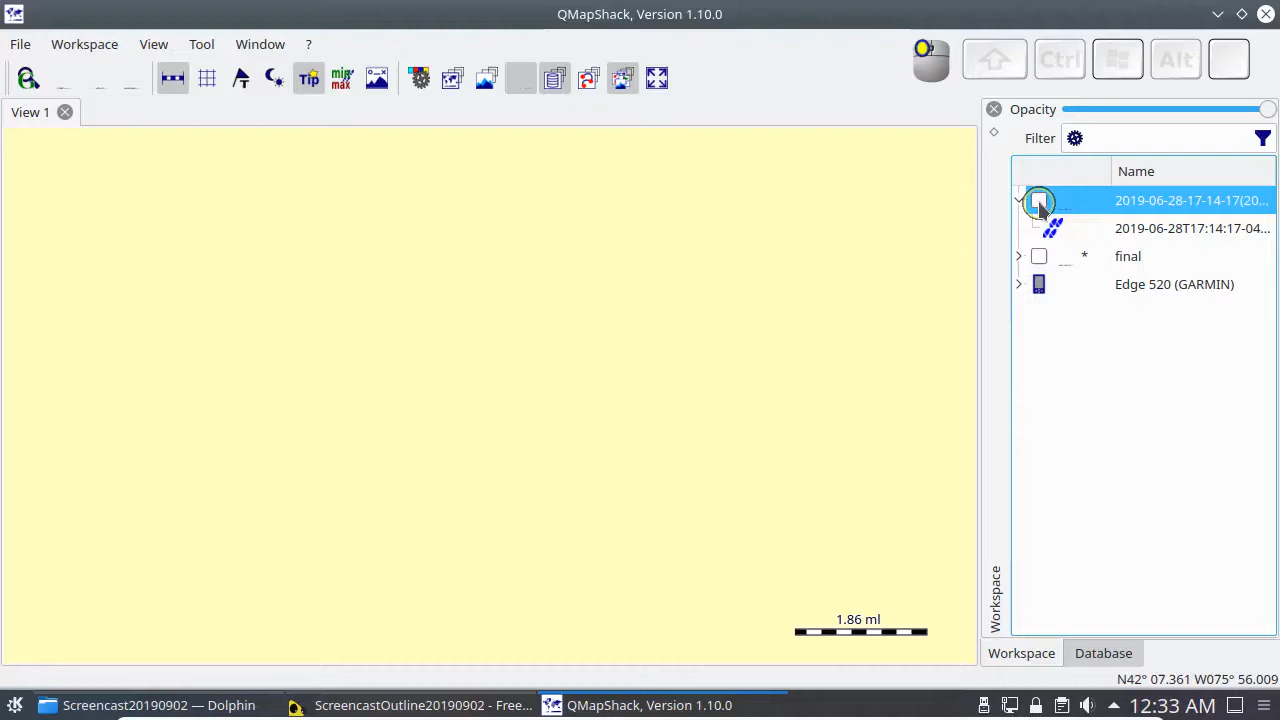 QMapShack, Version 1.10.0
File Workspace View Tool Window ?
Ctrl Alt
Tip min max
View 1 Opacity
Filter
Name
2019-06-28-17-14-17(20...
2019-06-28T17:14:17-04...
* final
Edge 520 (GARMIN)
Workspace
1.86 ml
Workspace Database
N42° 07.361 W075° 56.009
Screencast20190902 — Dolphin ScreencastOutline20190902 - Free... QMapShack, Version 1.10.0 12:33 AM